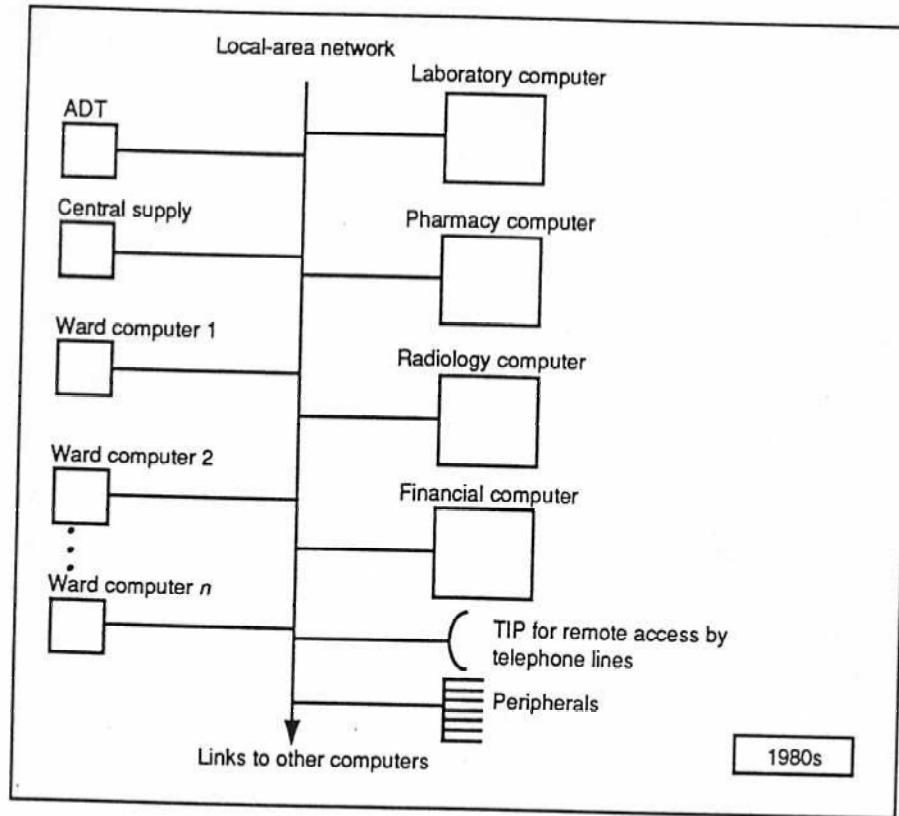 Local-area network
Laboratory computer
ADT
Central supply
Pharmacy computer
Ward computer 1
Radiology computer
Ward computer 2
Financial computer
Ward computer n
TIP for remote access by
telephone lines
Peripherals
Links to other computers
1980s